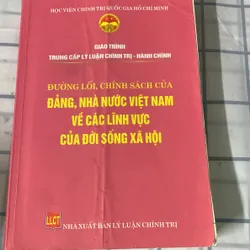 HỌC VIỆN CHÍNH TRỊ QUỐC GIA HỒ CHÍ MINH
GIÁO TRÌNH
TRUNG CẤP LÝ LUẬN CHÍNH TRỊ - HÀNH CHÍNH
ĐƯỜNG LỐI, CHÍNH SÁCH CỦA
ĐẢNG, NHÀ NƯỚC VIỆT NAM
VỀ CÁC LĨNH VỰC
CỦA ĐỜI SỐNG XÃ HỘI
LLCT
NHÀ XUẤT BẢN LÝ LUẬN CHÍNH TRỊ